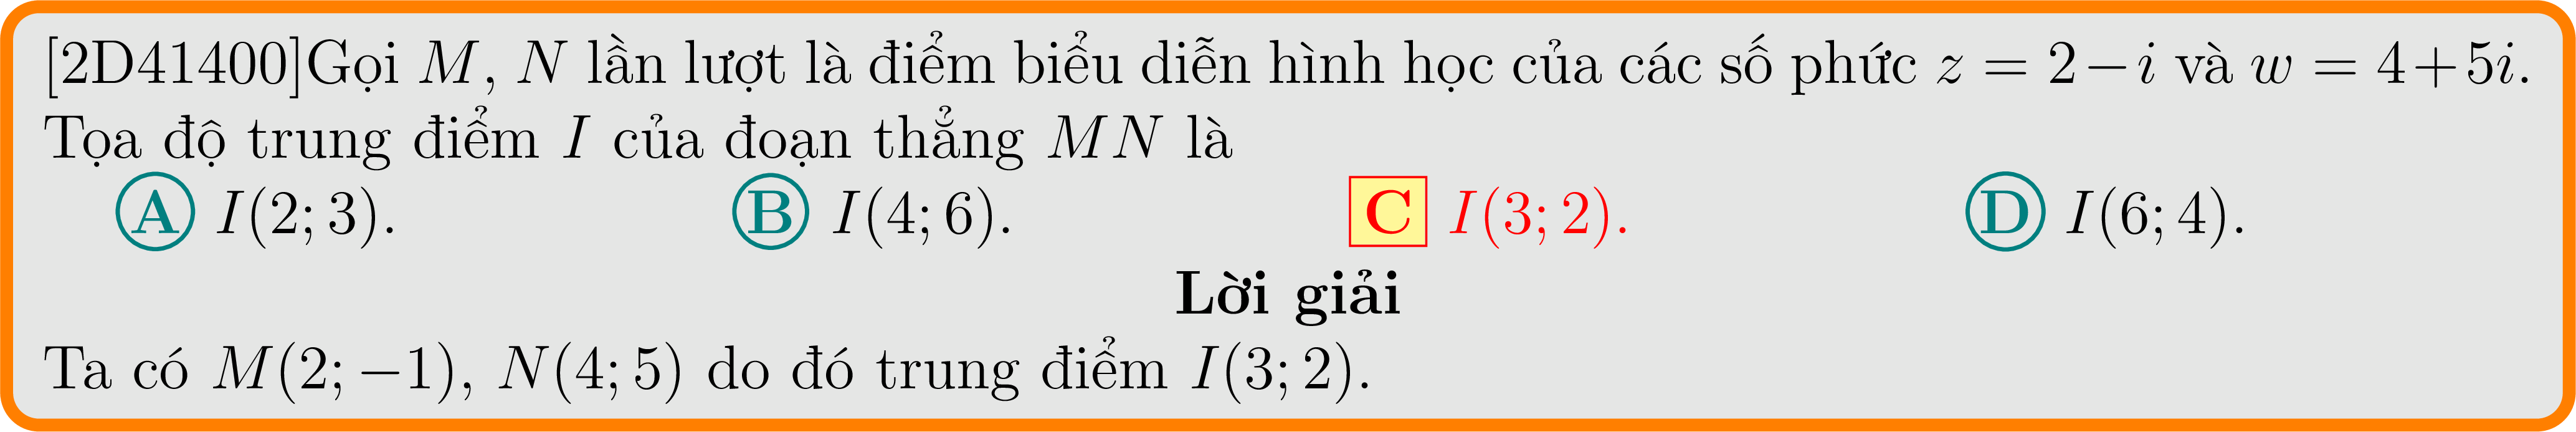 [2D41400]Gọi M, N lần lượt là điểm biểu diễn hình học của các số phức z = 2 − i và w = 4 + 5i.
Tọa độ trung điểm I của đoạn thẳng MN là
A I(2; 3). B I(4; 6). C I(3; 2). D I(6; 4).
Lời giải
Ta có M(2; −1), N(4; 5) do đó trung điểm I(3; 2).